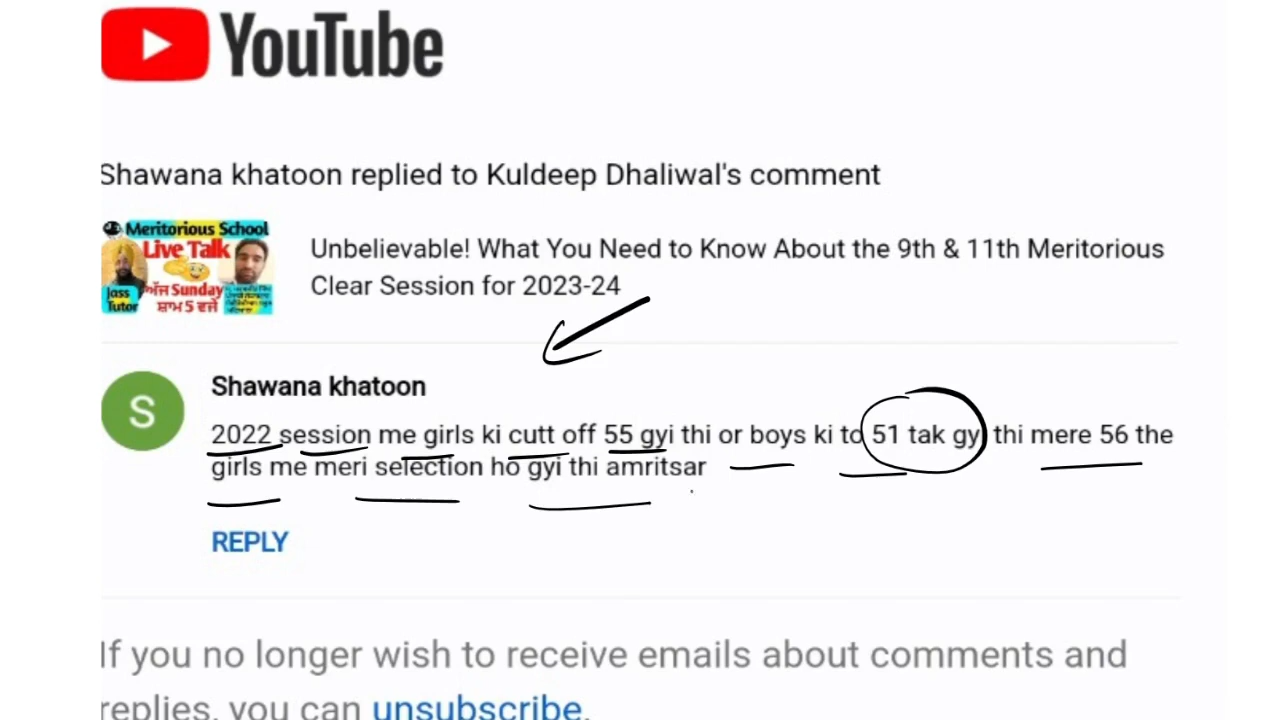 YouTube
Shawana khatoon replied to Kuldeep Dhaliwal's comment
Meritorious School
Live Talk
ਅੱਜ Sunday
ਸ਼ਾਮ 5 ਵਜੇ
Jass
Tutor
Unbelievable! What You Need to Know About the 9th & 11th Meritorious
Clear Session for 2023-24
S
Shawana khatoon
2022 session me girls ki cutt off 55 gyi thi or boys ki to 51 tak gyi thi mere 56 the
girls me meri selection ho gyi thi amritsar
REPLY
If you no longer wish to receive emails about comments and
replies, you can unsubscribe.